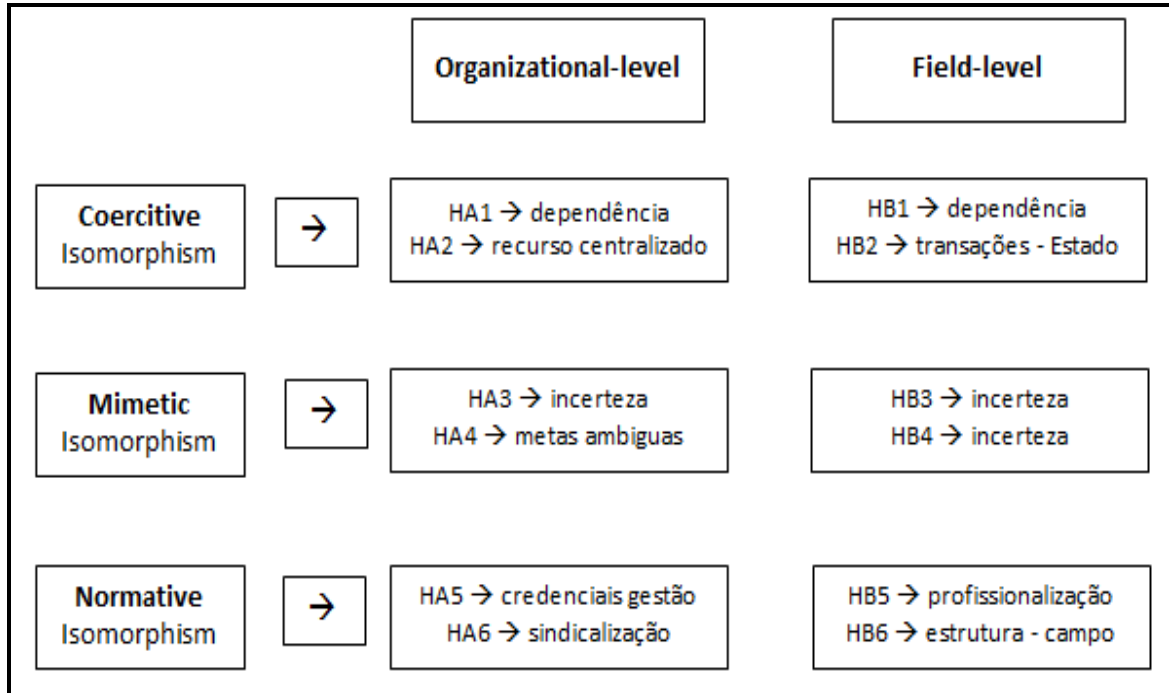 Organizational-level
Field-level
Coercitive
Isomorphism
→
HA1 → dependência
HA2 → recurso centralizado
HB1 → dependência
HB2 → transações - Estado
Mimetic
Isomorphism
→
HA3 → incerteza
HA4 → metas ambiguas
HB3 → incerteza
HB4 → incerteza
Normative
Isomorphism
→
HA5 → credenciais gestão
HA6 → sindicalização
HB5 → profissionalização
HB6 → estrutura - campo